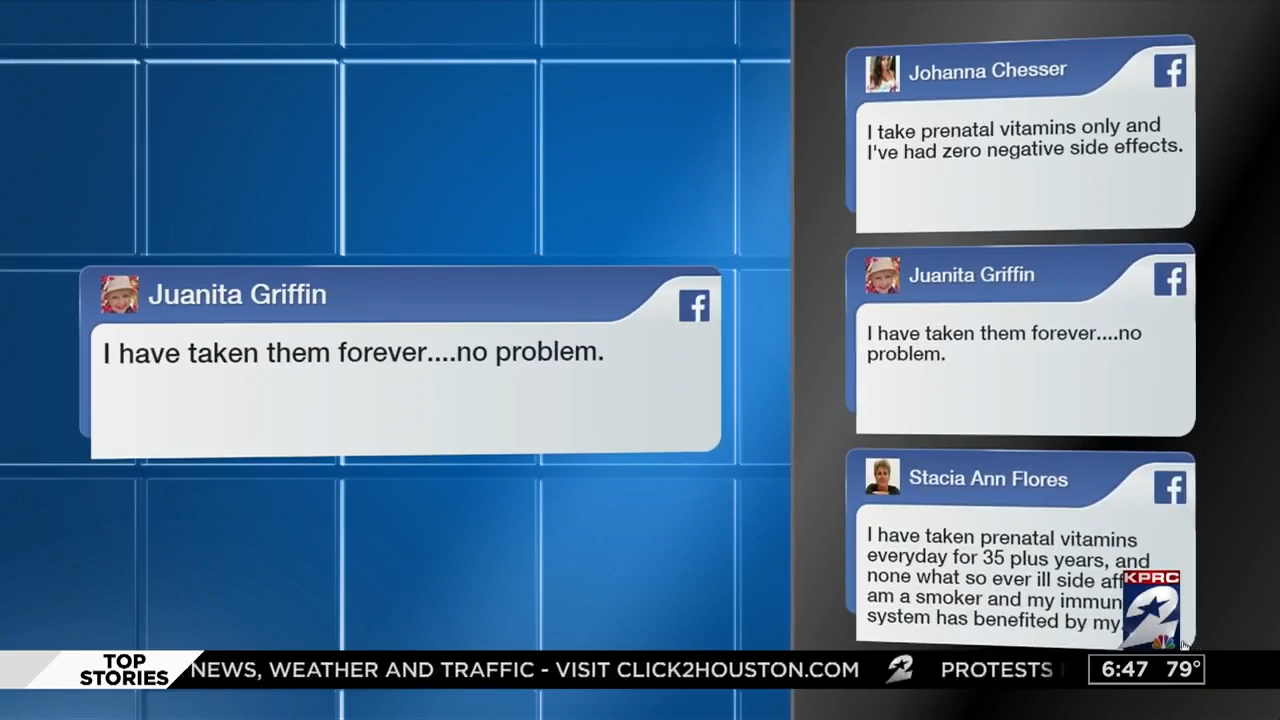 Juanita Griffin
I have taken them forever....no problem.
Johanna Chesser
I take prenatal vitamins only and
I've had zero negative side effects.
Juanita Griffin
I have taken them forever....no
problem.
Stacia Ann Flores
I have taken prenatal vitamins
everyday for 35 plus years, and
none what so ever ill side
am a smoker and my
system has benefited by my
KPRC
2
TOP
STORIES
NEWS, WEATHER AND TRAFFIC - VISIT CLICK2HOUSTON.COM 2 PROTESTS
6:47 79°